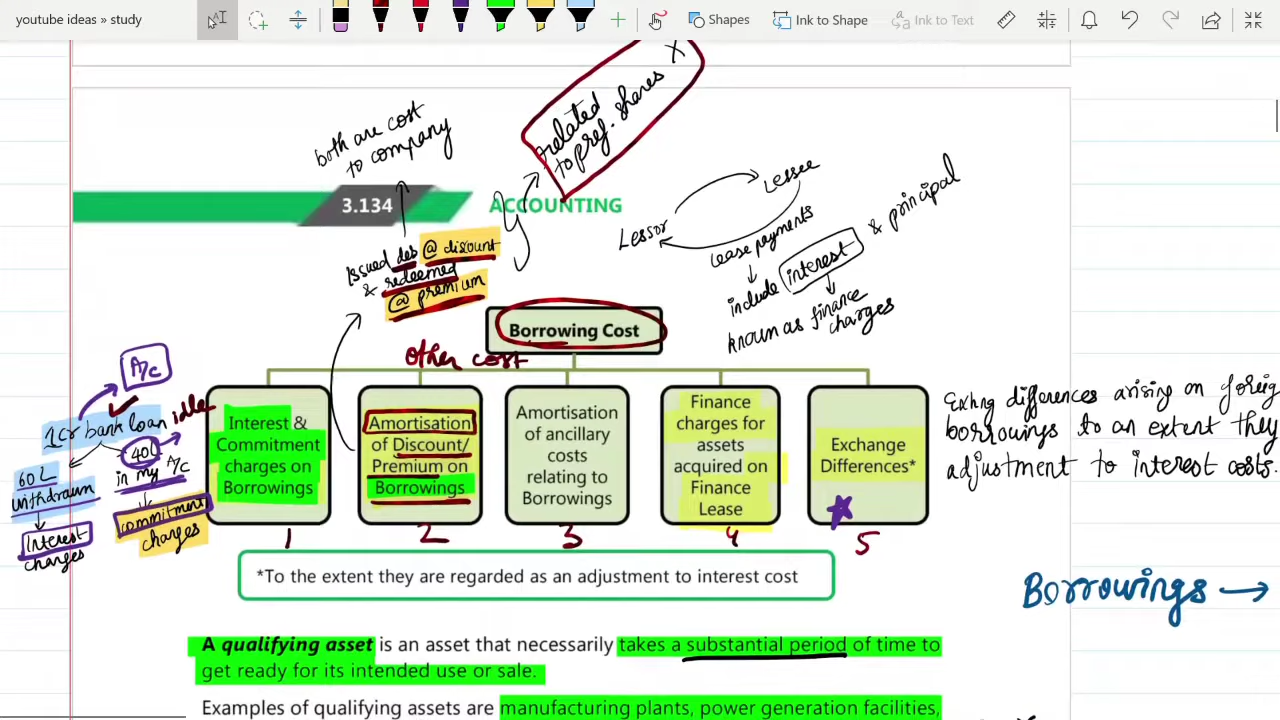 youtube ideas » study
Shapes
Ink to Shape
Ink to Text
both are cost
to company
related
to pref. shares X
3.134
ACCOUNTING
Issued deb @ discount
& redeemed
@ premium
Lessor
Lessee
Lease payments
include interest & principal
known as finance
charges
Borrowing Cost
other cost
A/c
1cr bank loan
idle
60L
withdrawn
Interest
charges
40L
in my A/c
commitment
charges
Interest &
Commitment
charges on
Borrowings
Amortisation
of Discount/
Premium on
Borrowings
Amortisation
of ancillary
costs
relating to
Borrowings
Finance
charges for
assets
acquired on
Finance
Lease
Exchange
Differences*
1 2 3 4 5
Exhng differences arising on foreig
borrowings to an extent they
adjustment to interest costs.
*To the extent they are regarded as an adjustment to interest cost
Borrowings →
A qualifying asset is an asset that necessarily takes a substantial period of time to
get ready for its intended use or sale.
Examples of qualifying assets are manufacturing plants, power generation facilities,